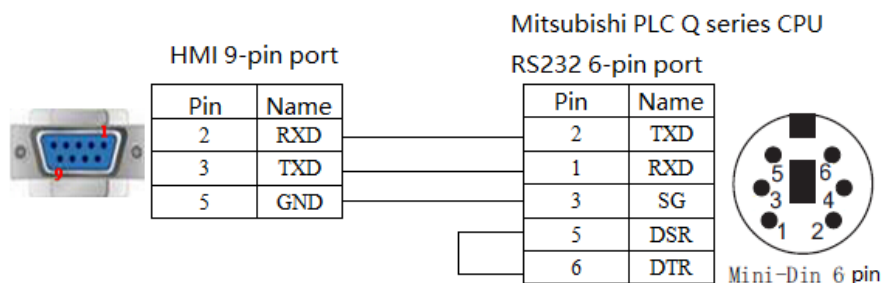 Mitsubishi PLC Q series CPU
HMI 9-pin port
RS232 6-pin port
Pin Name
2 RXD
3 TXD
5 GND
Pin Name
2 TXD
1 RXD
3 SG
5 DSR
6 DTR
1
9
5 6
3 4
1 2
Mini-Din 6 pin